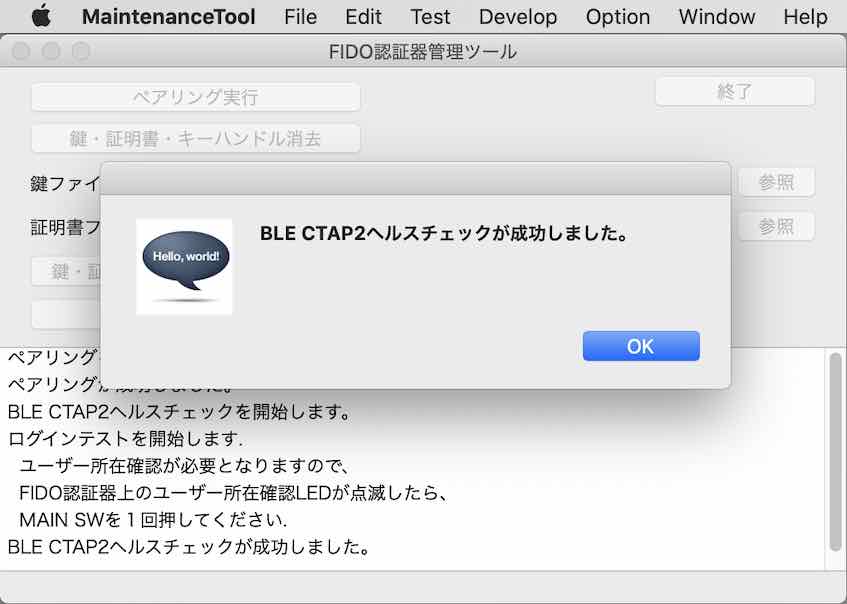 MaintenanceTool File Edit Test Develop Option Window Help
FIDO認証器管理ツール
ペアリング実行
終了
鍵・証明書・キーハンドル消去
鍵ファイ
参照
証明書フ
参照
鍵・証
Hello, world!
BLE CTAP2ヘルスチェックが成功しました。
OK
ペアリング
ペアリングが成功しました。
BLE CTAP2ヘルスチェックを開始します。
ログインテストを開始します.
ユーザー所在確認が必要となりますので、
FIDO認証器上のユーザー所在確認LEDが点滅したら、
MAIN SWを１回押してください.
BLE CTAP2ヘルスチェックが成功しました。